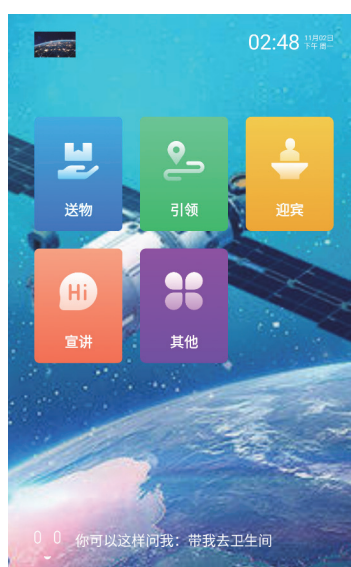 02:48
11月02日
下午 周一
送物
引领
迎宾
Hi
宣讲
其他
你可以这样问我：带我去卫生间